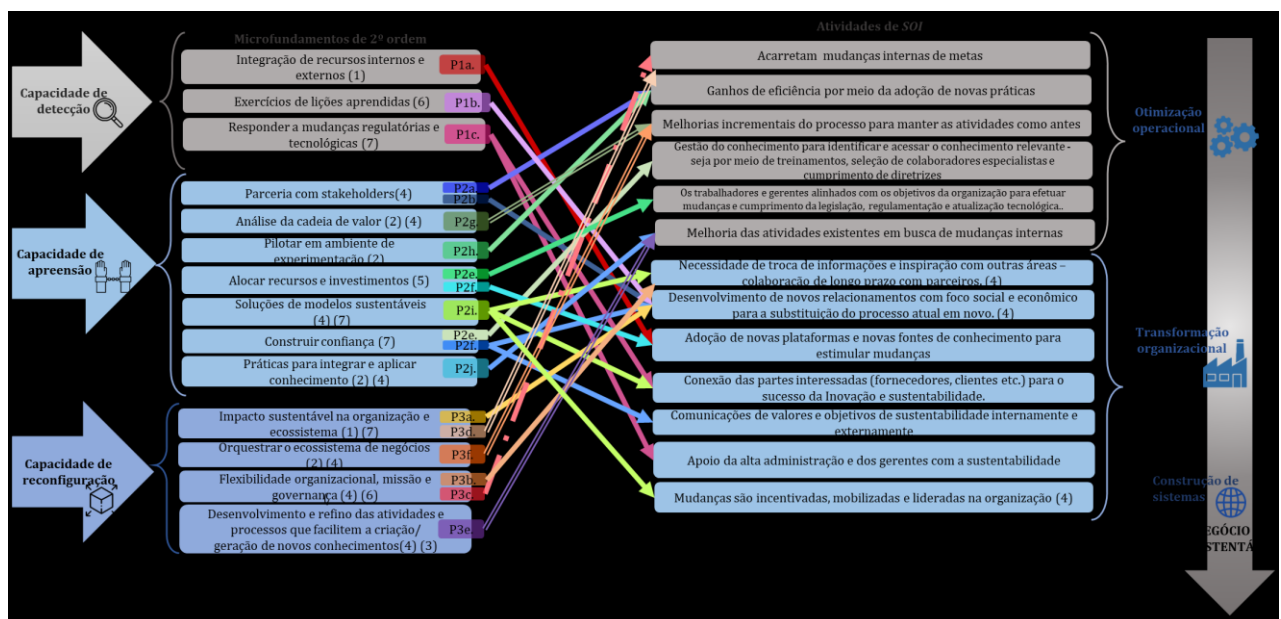 Microfundamentos de 2º ordem
Capacidade de
detecção
Integração de recursos internos e
externos (1)
P1a.
Exercícios de lições aprendidas (6)
P1b.
Responder a mudanças regulatórias e
tecnológicas (7)
P1c.
Capacidade de
apreensão
Parceria com stakeholders(4)
P2a
P2b
Análise da cadeia de valor (2) (4)
P2g.
Pilotar em ambiente de
experimentação (2)
P2h.
Alocar recursos e investimentos (5)
P2e.
P2f.
Soluções de modelos sustentáveis
(4) (7)
P2i.
Construir confiança (7)
P2e.
P2f.
Práticas para integrar e aplicar
conhecimento (2) (4)
P2j.
Capacidade de
reconfiguração
Impacto sustentável na organização e
ecossistema (1) (7)
P3a.
P3d.
Orquestrar o ecossistema de negócios
(2) (4)
P3f.
Flexibilidade organizacional, missão e
governança (4) (6)
P3b.
P3c.
Desenvolvimento e refino das atividades e
processos que facilitem a criação/
geração de novos conhecimentos(4) (3)
P3e.
Atividades de SOI
Acarretam mudanças internas de metas
Ganhos de eficiência por meio da adoção de novas práticas
Melhorias incrementais do processo para manter as atividades como antes
Gestão do conhecimento para identificar e acessar o conhecimento relevante -
seja por meio de treinamentos, seleção de colaboradores especialistas e
cumprimento de diretrizes
Os trabalhadores e gerentes alinhados com os objetivos da organização para efetuar
mudanças e cumprimento da legislação, regulamentação e atualização tecnológica..
Melhoria das atividades existentes em busca de mudanças internas
Necessidade de troca de informações e inspiração com outras áreas –
colaboração de longo prazo com parceiros. (4)
Desenvolvimento de novos relacionamentos com foco social e econômico
para a substituição do processo atual em novo. (4)
Adoção de novas plataformas e novas fontes de conhecimento para
estimular mudanças
Conexão das partes interessadas (fornecedores, clientes etc.) para o
sucesso da Inovação e sustentabilidade.
Comunicações de valores e objetivos de sustentabilidade internamente e
externamente
Apoio da alta administração e dos gerentes com a sustentabilidade
Mudanças são incentivadas, mobilizadas e lideradas na organização (4)
Otimização
operacional
Transformação
organizacional
Construção de
sistemas
EGÓCIO
STENTÁ